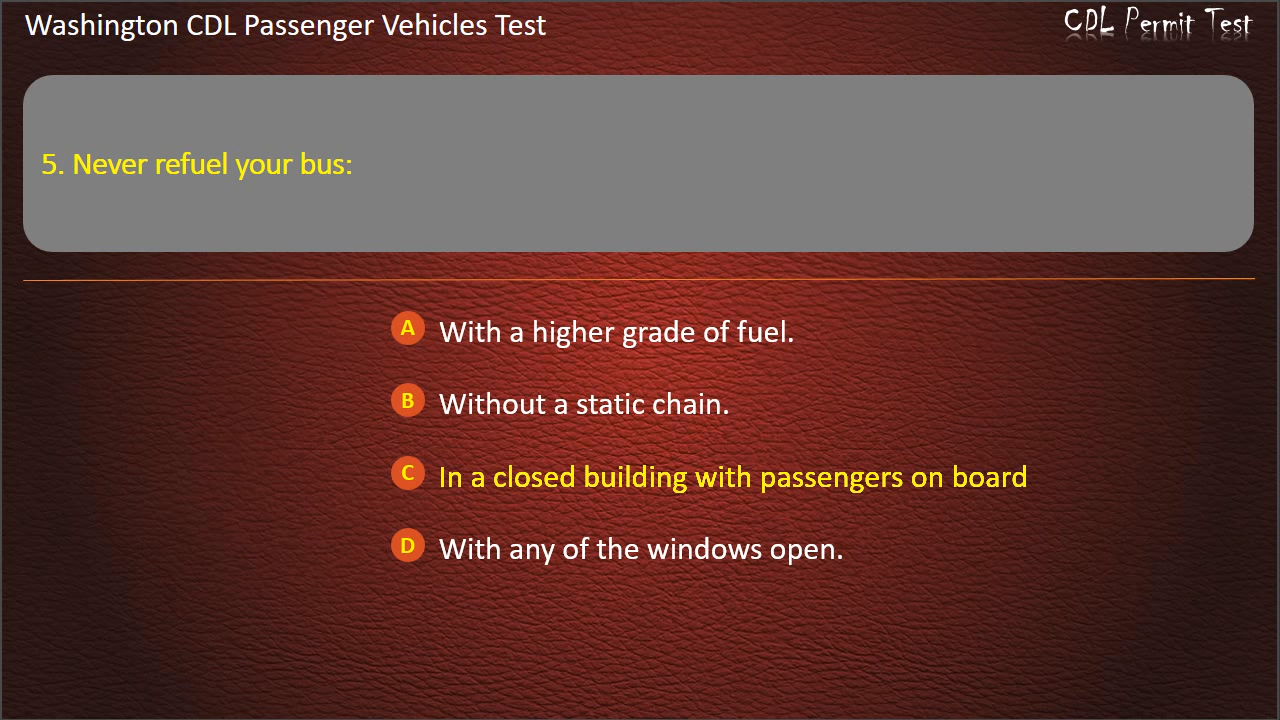 Washington CDL Passenger Vehicles Test
CDL Permit Test
5. Never refuel your bus:
A With a higher grade of fuel.
B Without a static chain.
C In a closed building with passengers on board
D With any of the windows open.